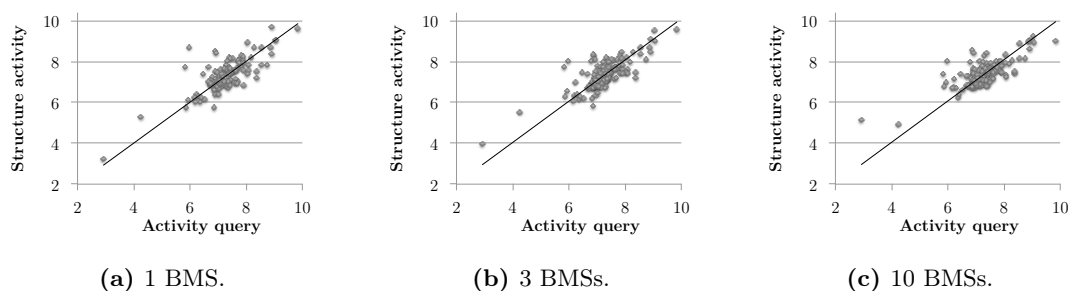 Structure activity
10
8
6
4
2
2 4 6 8 10
Activity query
(a) 1 BMS.
Structure activity
10
8
6
4
2
2 4 6 8 10
Activity query
(b) 3 BMSs.
Structure activity
10
8
6
4
2
2 4 6 8 10
Activity query
(c) 10 BMSs.